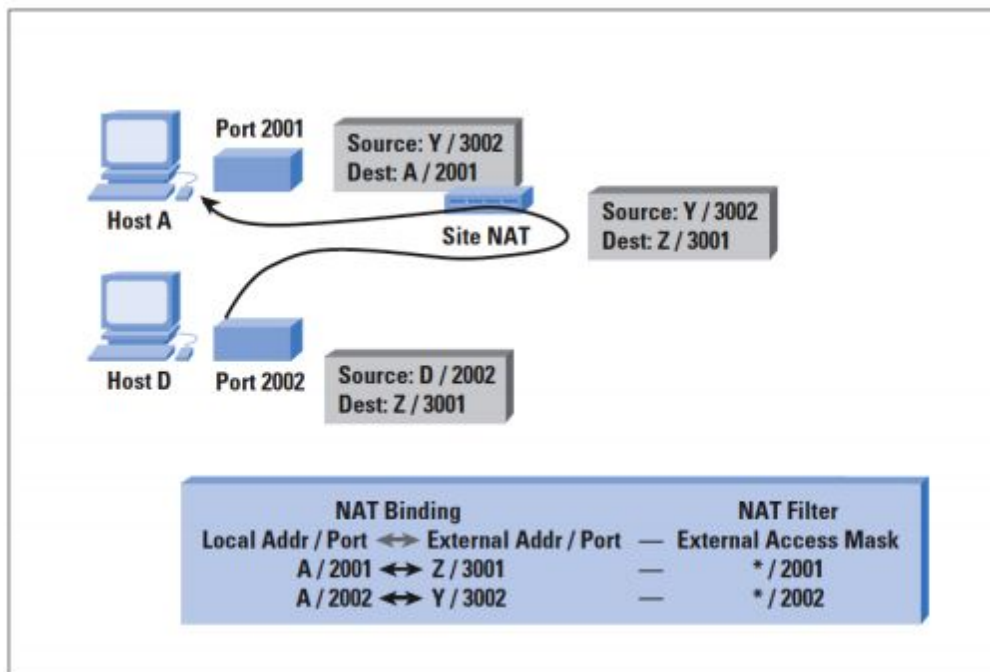 Port 2001
Source: Y / 3002
Dest: A / 2001
Host A
Site NAT
Source: Y / 3002
Dest: Z / 3001
Host D
Port 2002
Source: D / 2002
Dest: Z / 3001
NAT Binding NAT Filter
Local Addr / Port ↔ External Addr / Port — External Access Mask
A / 2001 ↔ Z / 3001 — * / 2001
A / 2002 ↔ Y / 3002 — * / 2002